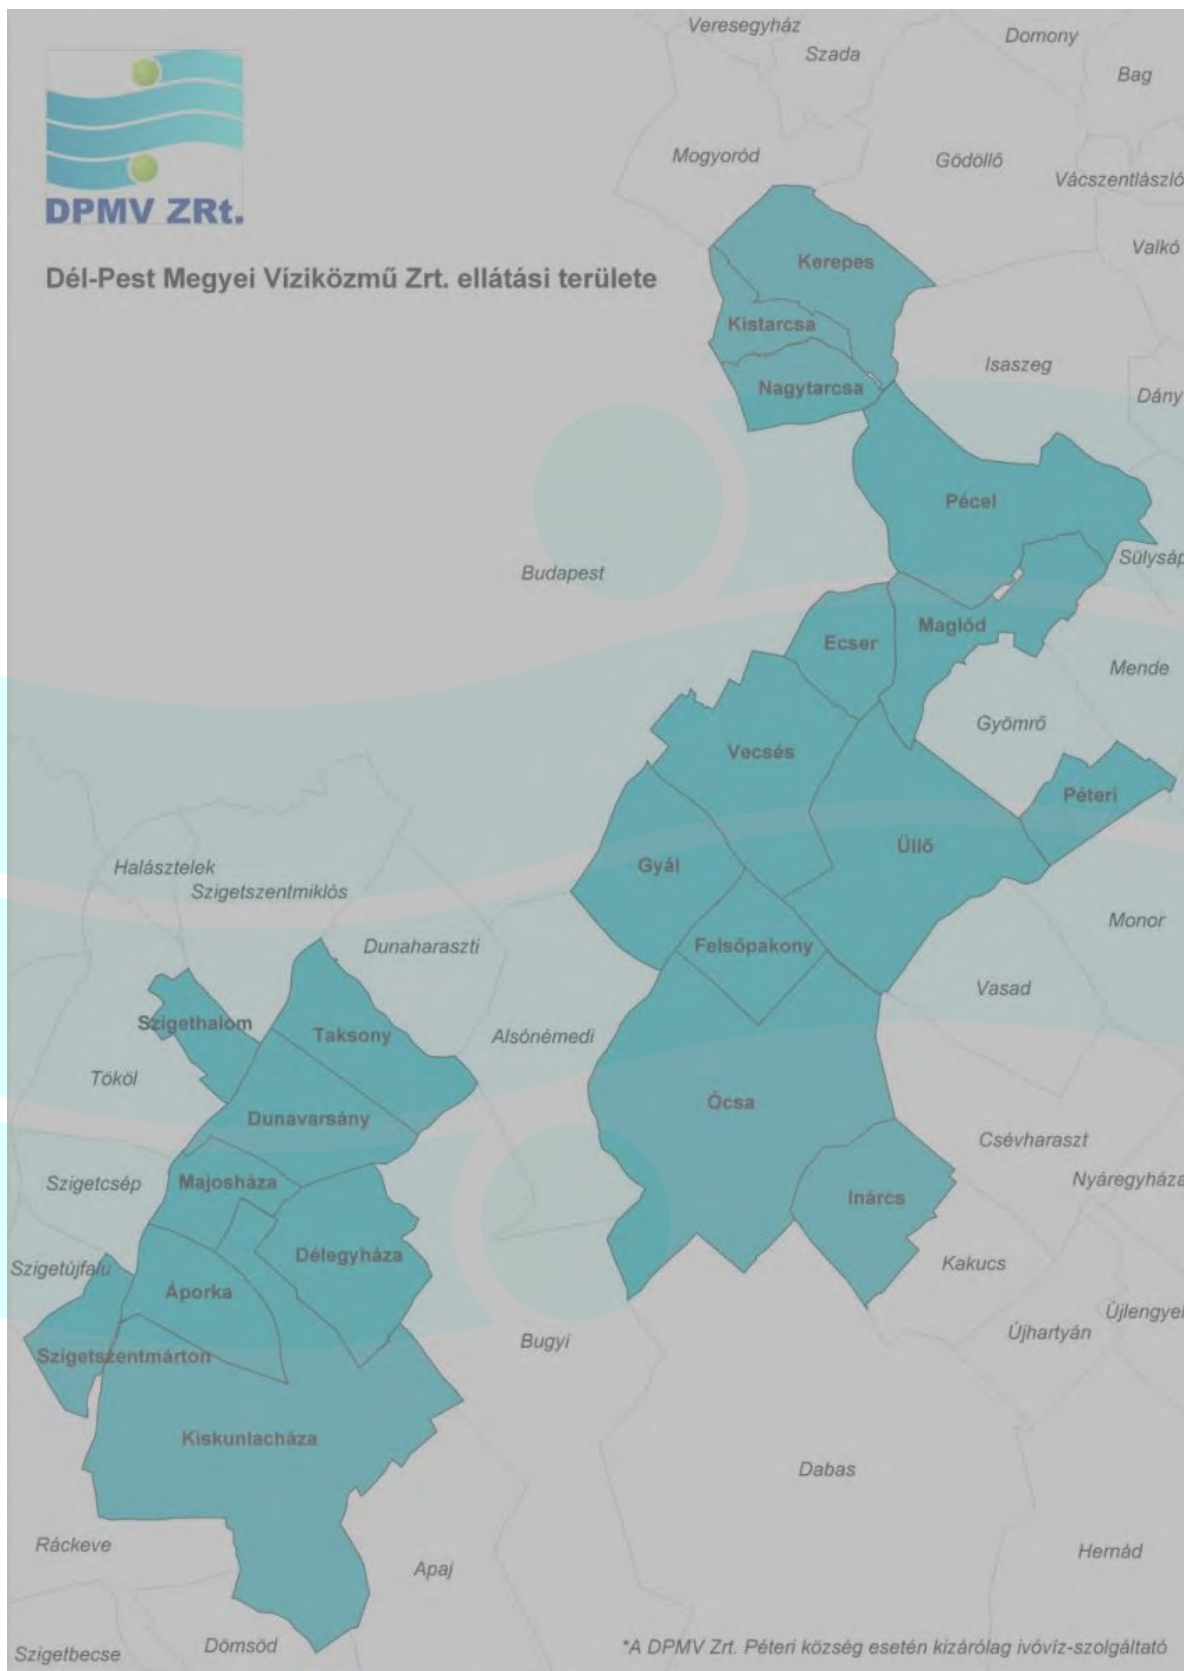 Veresegyház
Szada
Domony
Bag
Mogyoród
Gödöllő
Vácszentlászló
DPMV ZRt.
Valkó
Kerepes
Dél-Pest Megyei Víziközmű Zrt. ellátási területe
Kistarcsa
Isaszeg
Nagytarcsa
Dány
Pécel
Budapest
Sülysáp
Maglód
Ecser
Mende
Gyömrő
Vecsés
Péteri
Üllő
Gyál
Halásztelek
Szigetszentmiklós
Monor
Dunaharaszti
Felsőpakony
Vasad
Szigethalom
Taksony
Alsónémedi
Tököl
Ócsa
Dunavarsány
Csévharaszt
Szigetcsép
Majosháza
Nyáregyháza
Inárcs
Délegyháza
Szigetújfalu
Kakucs
Áporka
Újlengyel
Újhartyán
Bugyi
Szigetszentmárton
Kiskunlacháza
Dabas
Ráckeve
Hernád
Apaj
Dömsöd
Szigetbecse
*A DPMV Zrt. Péteri község esetén kizárólag ivóvíz-szolgáltató